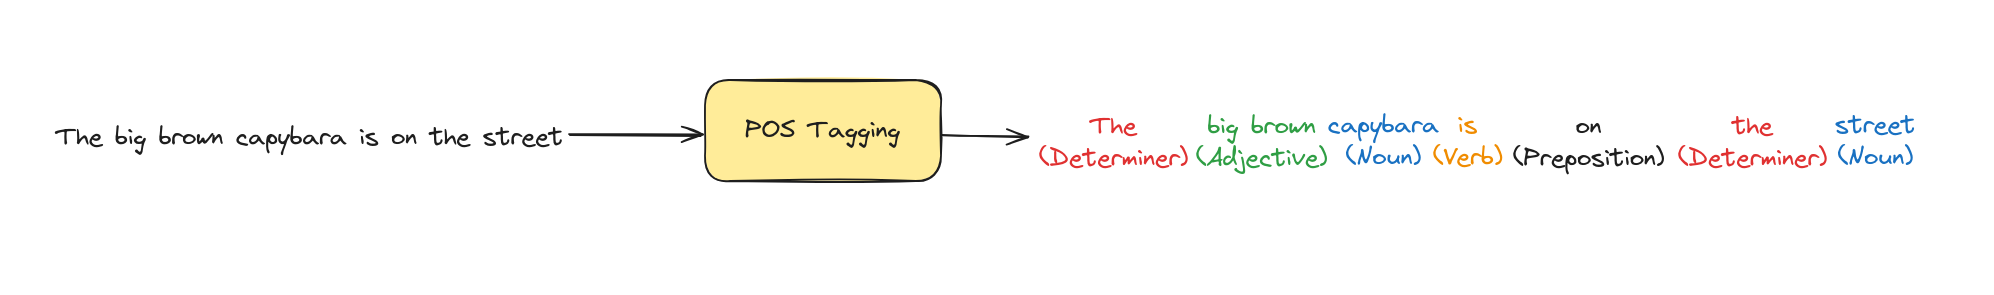 The big brown capybara is on the street
POS Tagging
The big brown capybara is on the street
(Determiner) (Adjective) (Noun) (Verb) (Preposition) (Determiner) (Noun)